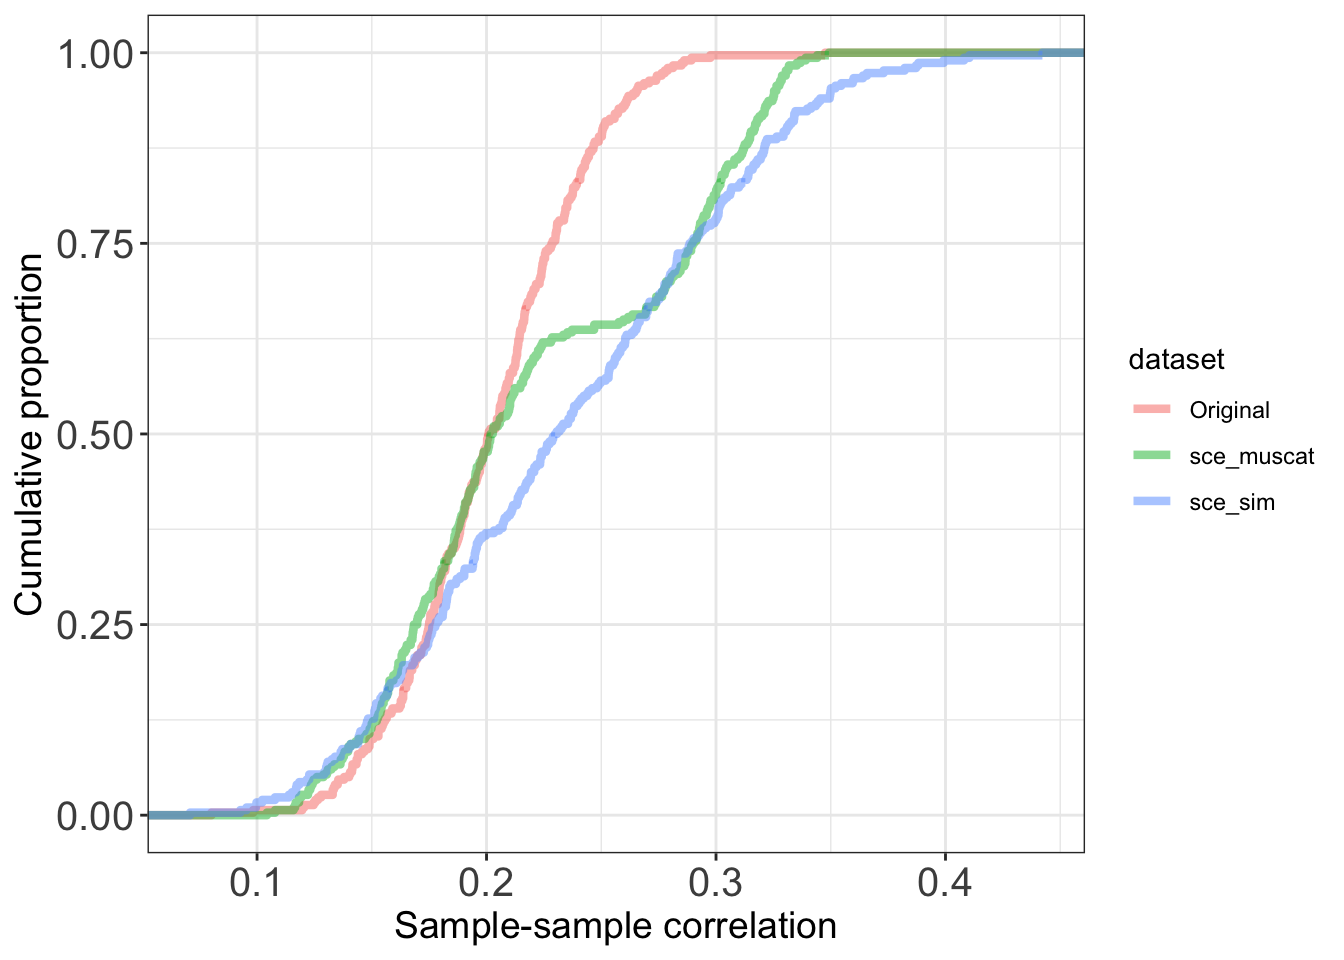 1.00
0.75
0.50
0.25
0.00
Cumulative proportion
0.1 0.2 0.3 0.4
Sample-sample correlation
dataset
Original
sce_muscat
sce_sim